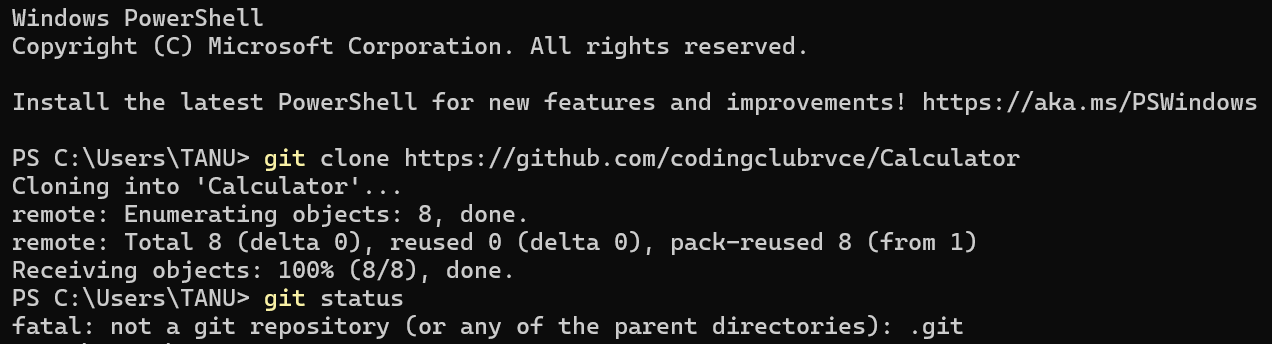 Windows PowerShell
Copyright (C) Microsoft Corporation. All rights reserved.
Install the latest PowerShell for new features and improvements! https://aka.ms/PSWindows
PS C:\Users\TANU> git clone https://github.com/codingclubrvce/Calculator
Cloning into 'Calculator'...
remote: Enumerating objects: 8, done.
remote: Total 8 (delta 0), reused 0 (delta 0), pack-reused 8 (from 1)
Receiving objects: 100% (8/8), done.
PS C:\Users\TANU> git status
fatal: not a git repository (or any of the parent directories): .git